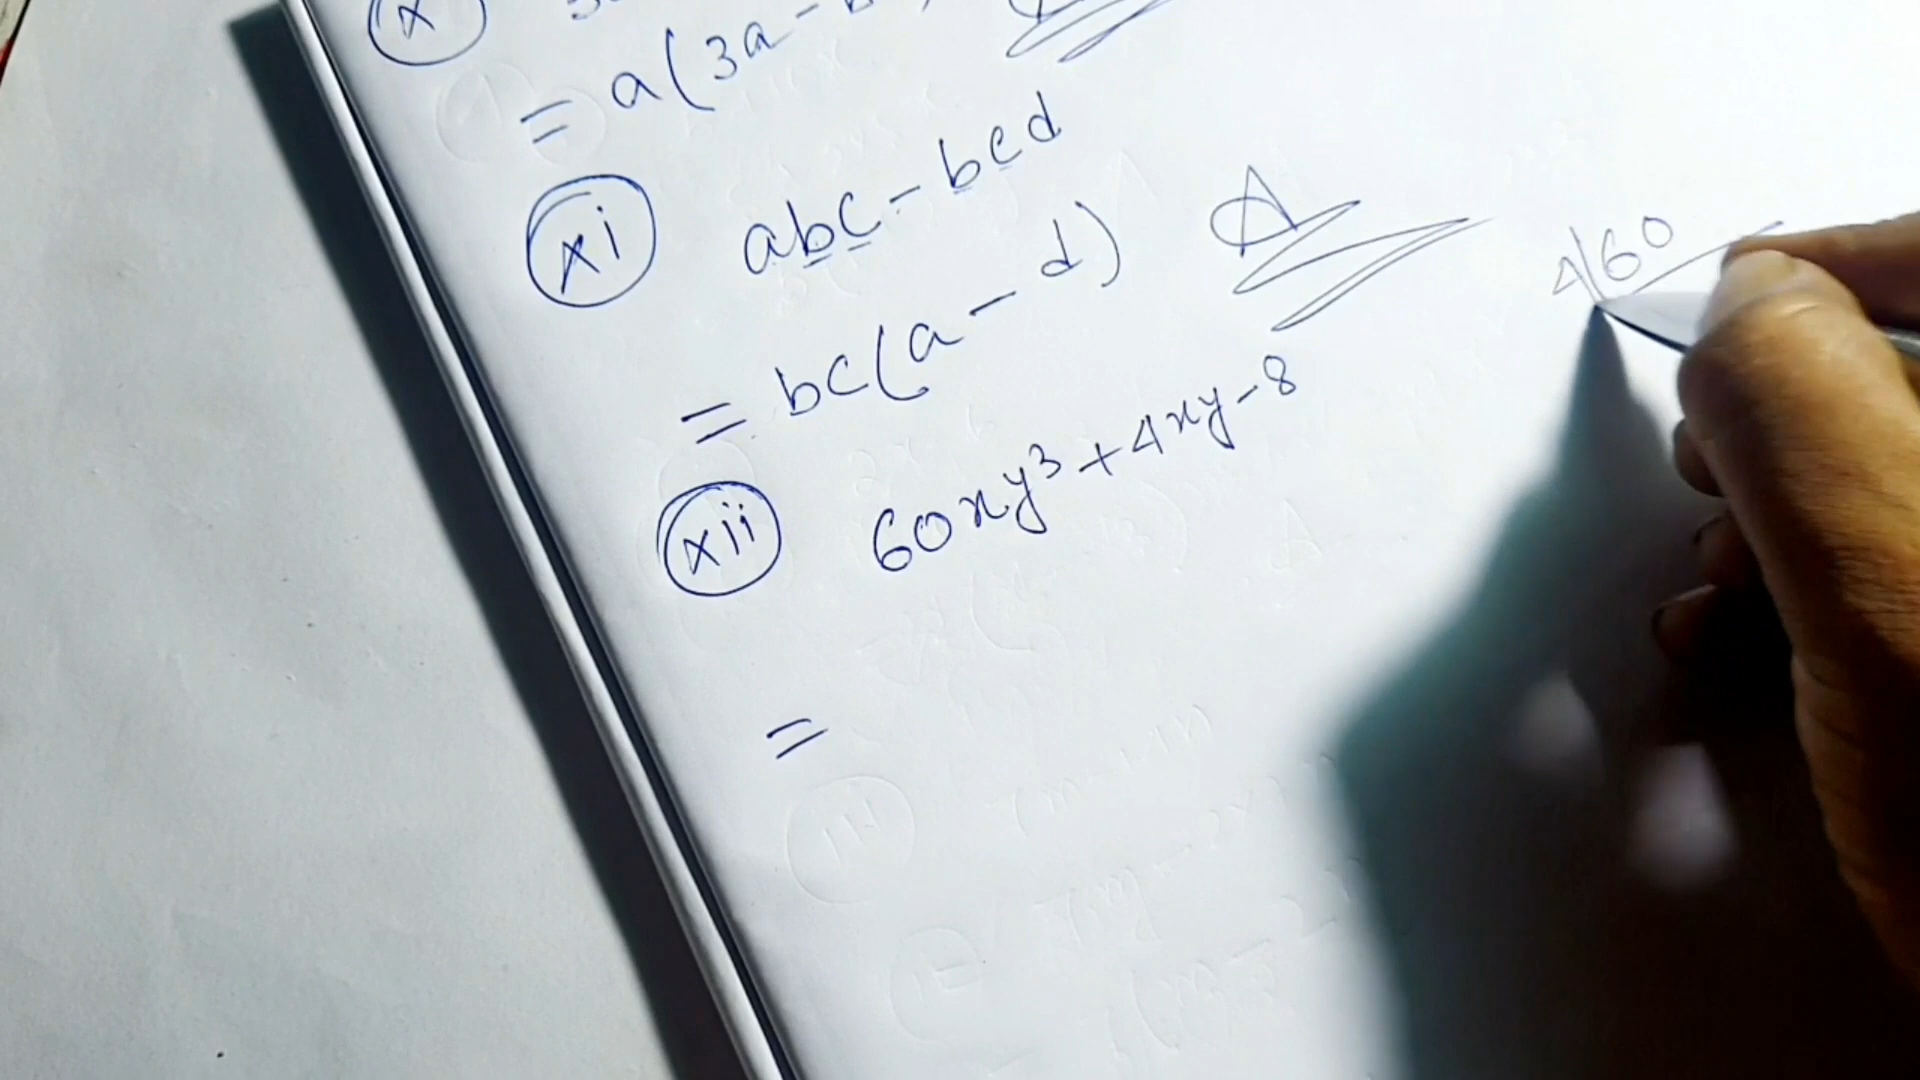 x
= a(3a-b
xi abc - bcd
= bc(a - d) A
4/60
xii 60xy³ + 4xy - 8
=